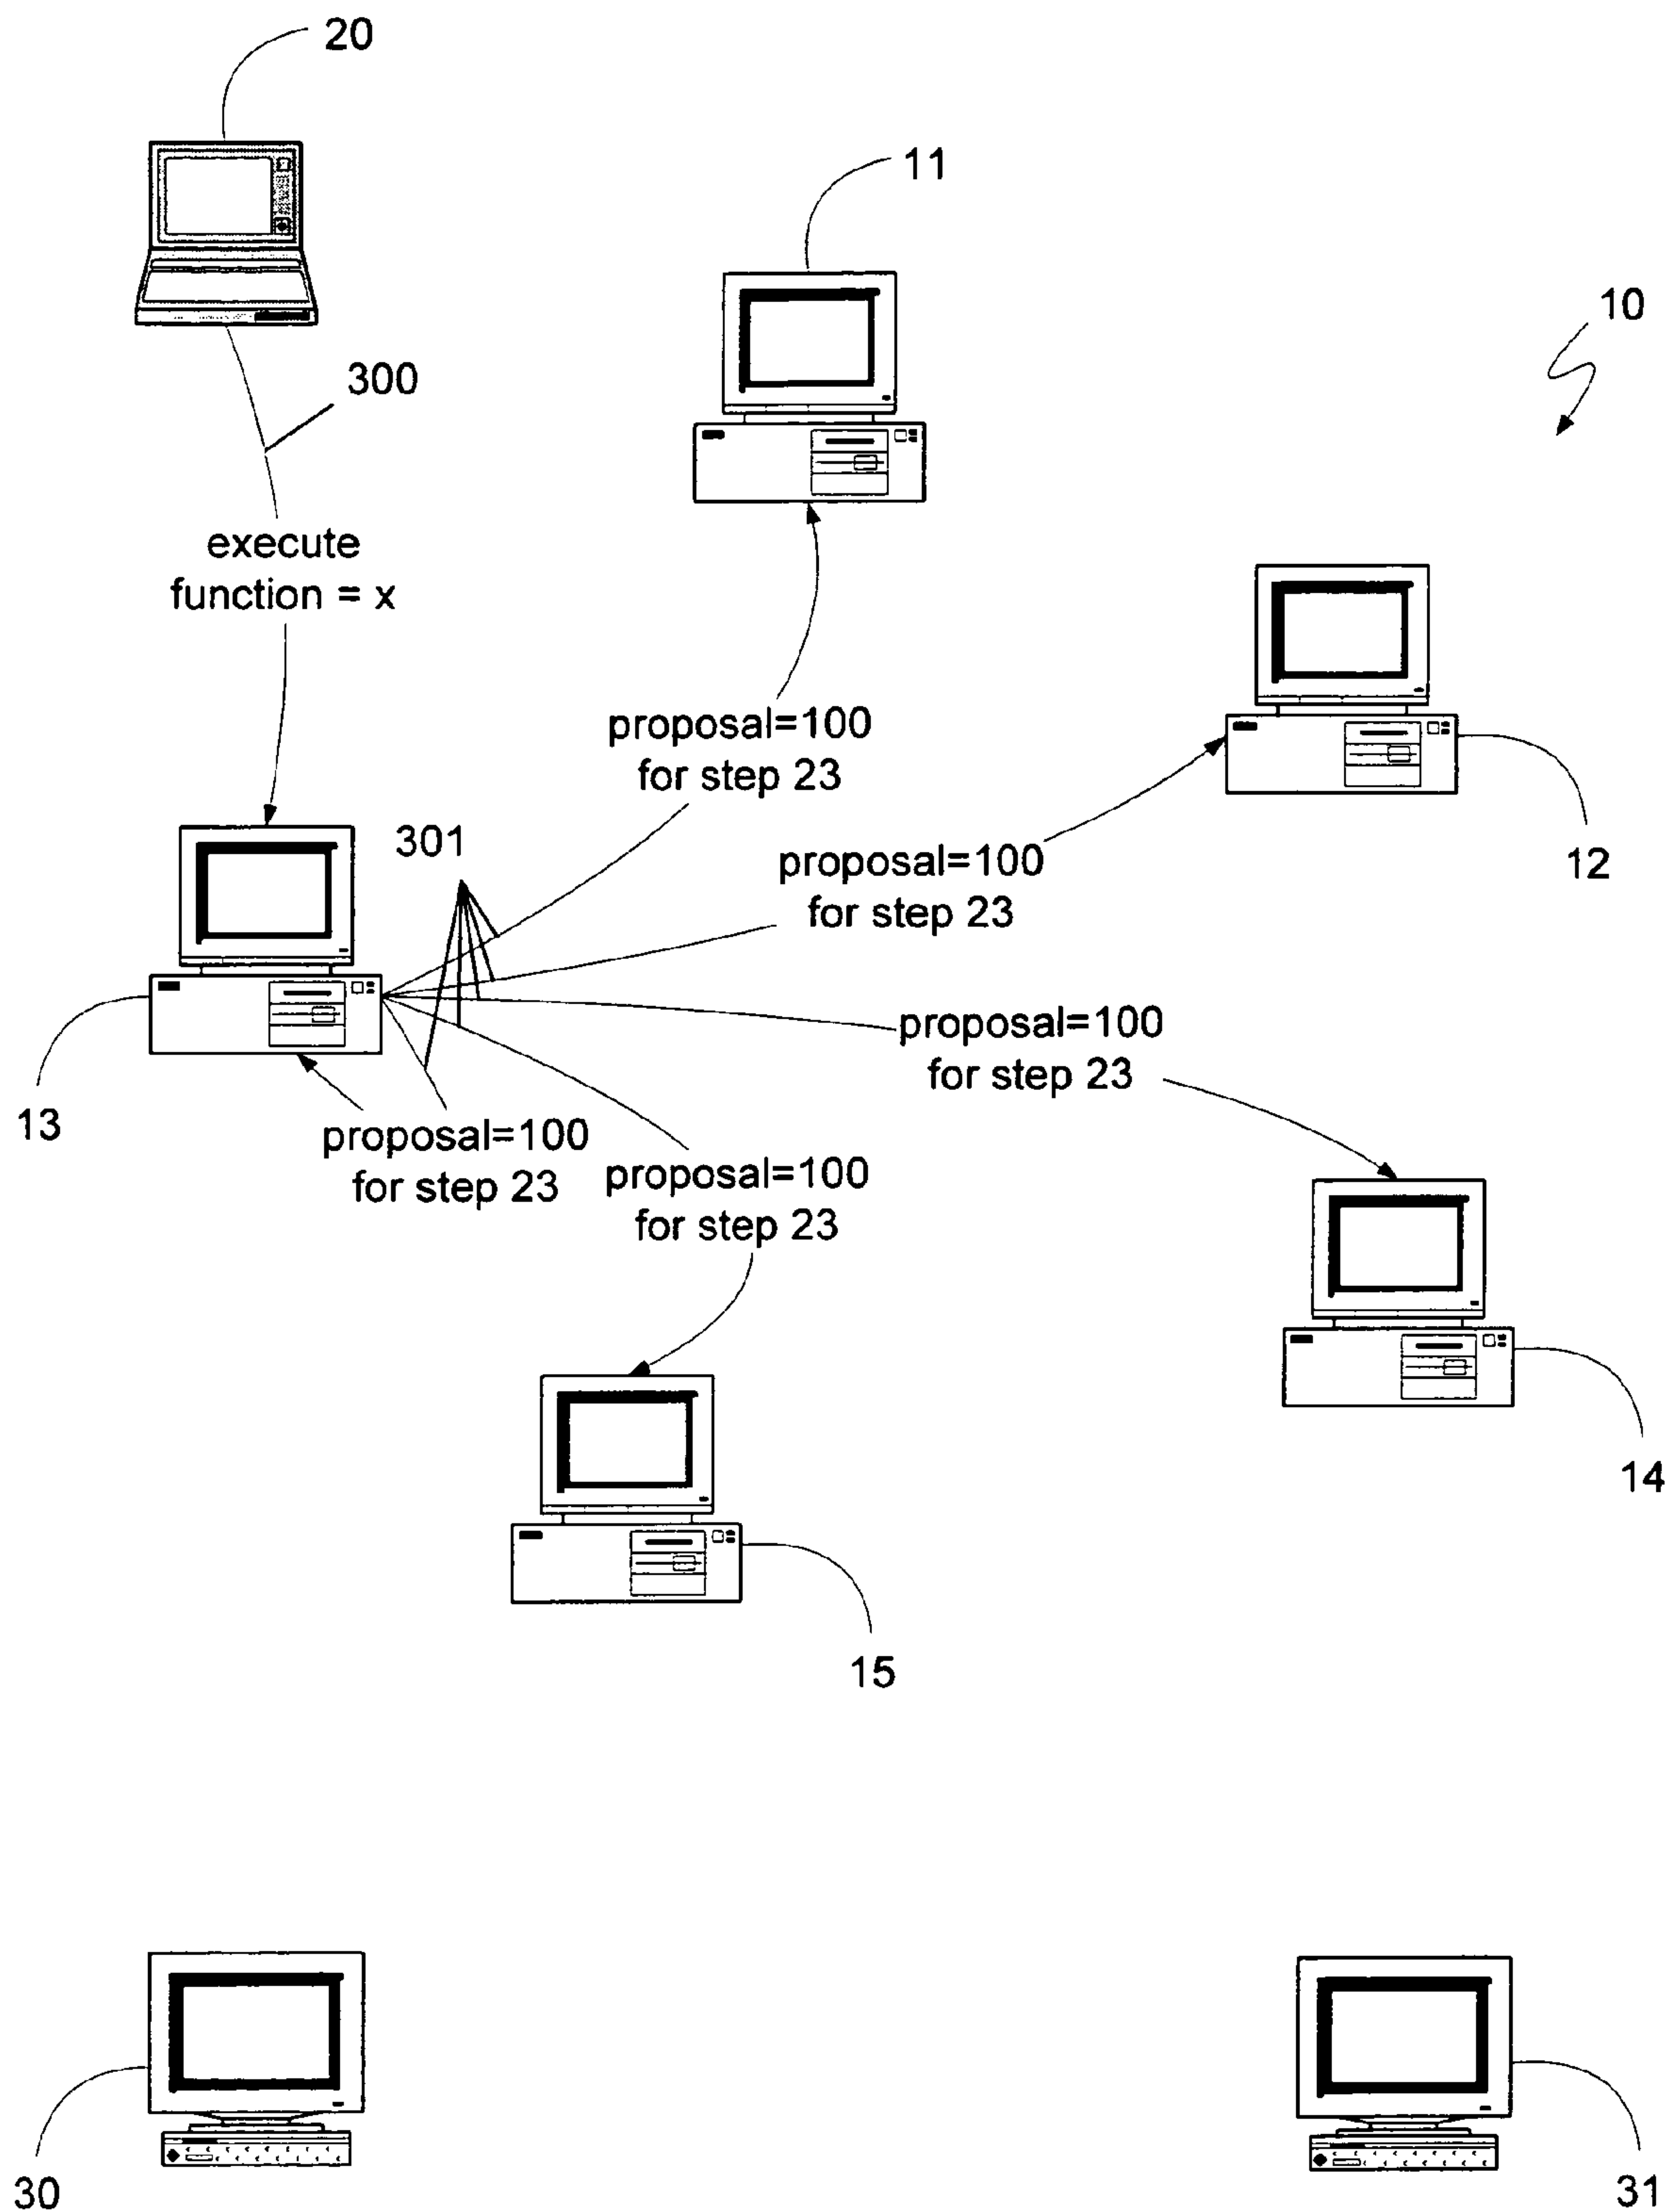 20
11
10
300
execute
function = x
proposal=100
for step 23
301
proposal=100
for step 23
12
proposal=100
for step 23
13
proposal=100
for step 23
proposal=100
for step 23
14
15
30
31